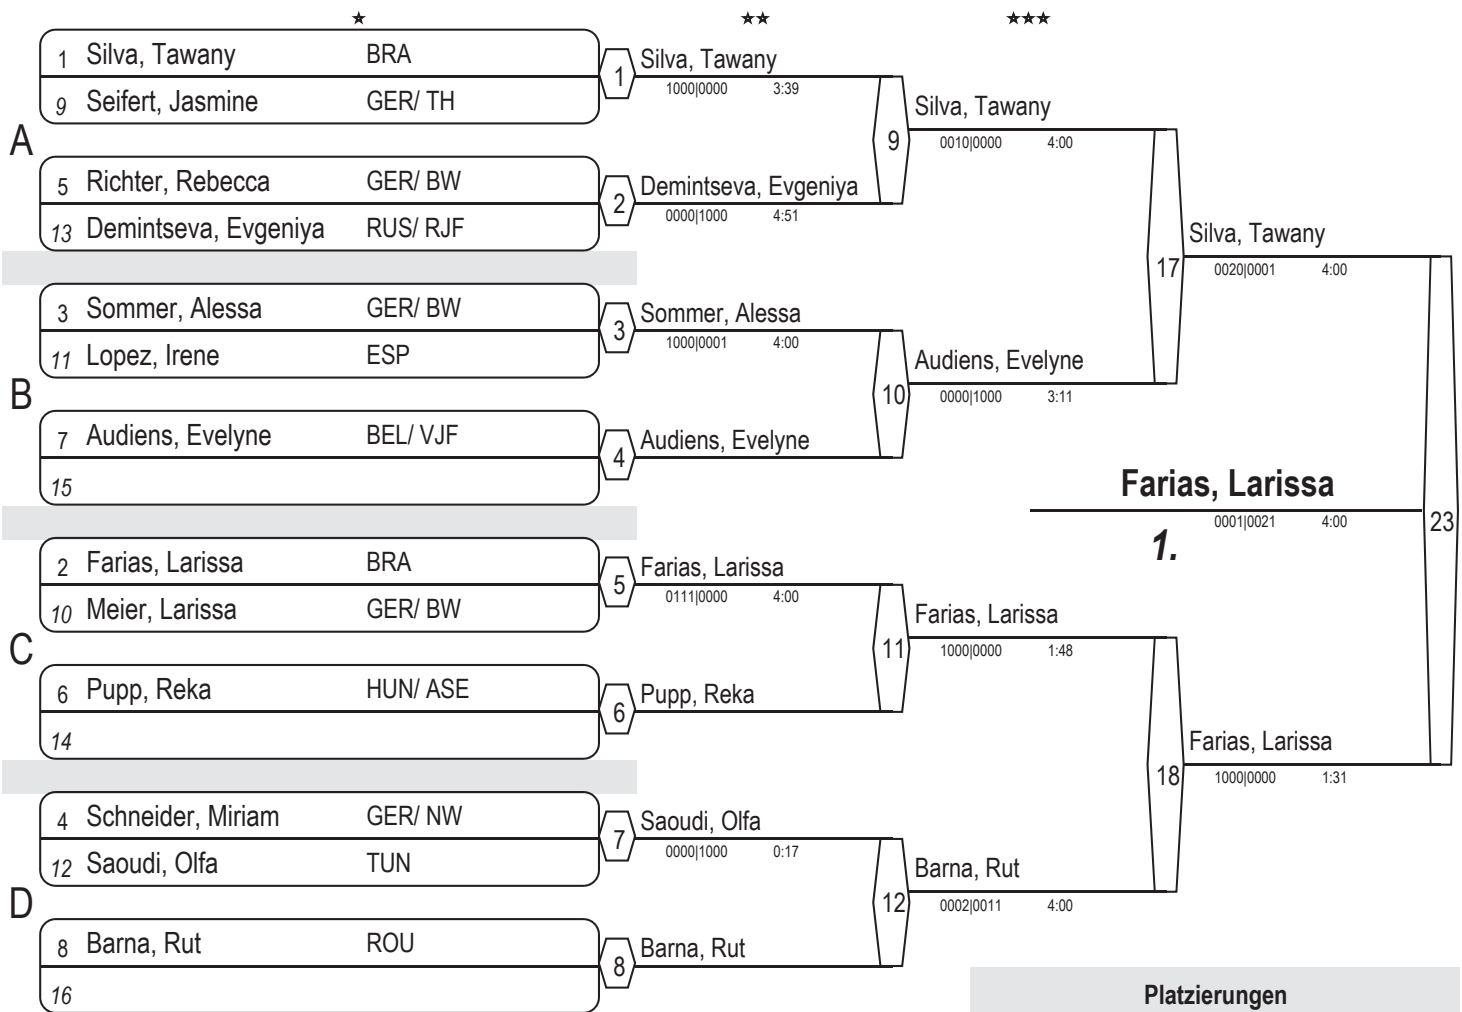 ★ ★★ ★★★
1 Silva, Tawany BRA
9 Seifert, Jasmine GER/ TH
1 Silva, Tawany
1000|0000 3:39
A
5 Richter, Rebecca GER/ BW
13 Demintseva, Evgeniya RUS/ RJF
2 Demintseva, Evgeniya
0000|1000 4:51
9 Silva, Tawany
0010|0000 4:00
3 Sommer, Alessa GER/ BW
11 Lopez, Irene ESP
3 Sommer, Alessa
1000|0001 4:00
B
7 Audiens, Evelyne BEL/ VJF
15
4 Audiens, Evelyne
10 Audiens, Evelyne
0000|1000 3:11
17 Silva, Tawany
0020|0001 4:00
2 Farias, Larissa BRA
10 Meier, Larissa GER/ BW
5 Farias, Larissa
0111|0000 4:00
C
6 Pupp, Reka HUN/ ASE
14
6 Pupp, Reka
11 Farias, Larissa
1000|0000 1:48
4 Schneider, Miriam GER/ NW
12 Saoudi, Olfa TUN
7 Saoudi, Olfa
0000|1000 0:17
D
8 Barna, Rut ROU
16
8 Barna, Rut
12 Barna, Rut
0002|0011 4:00
18 Farias, Larissa
1000|0000 1:31
Farias, Larissa
23
0001|0021 4:00
1.
Platzierungen